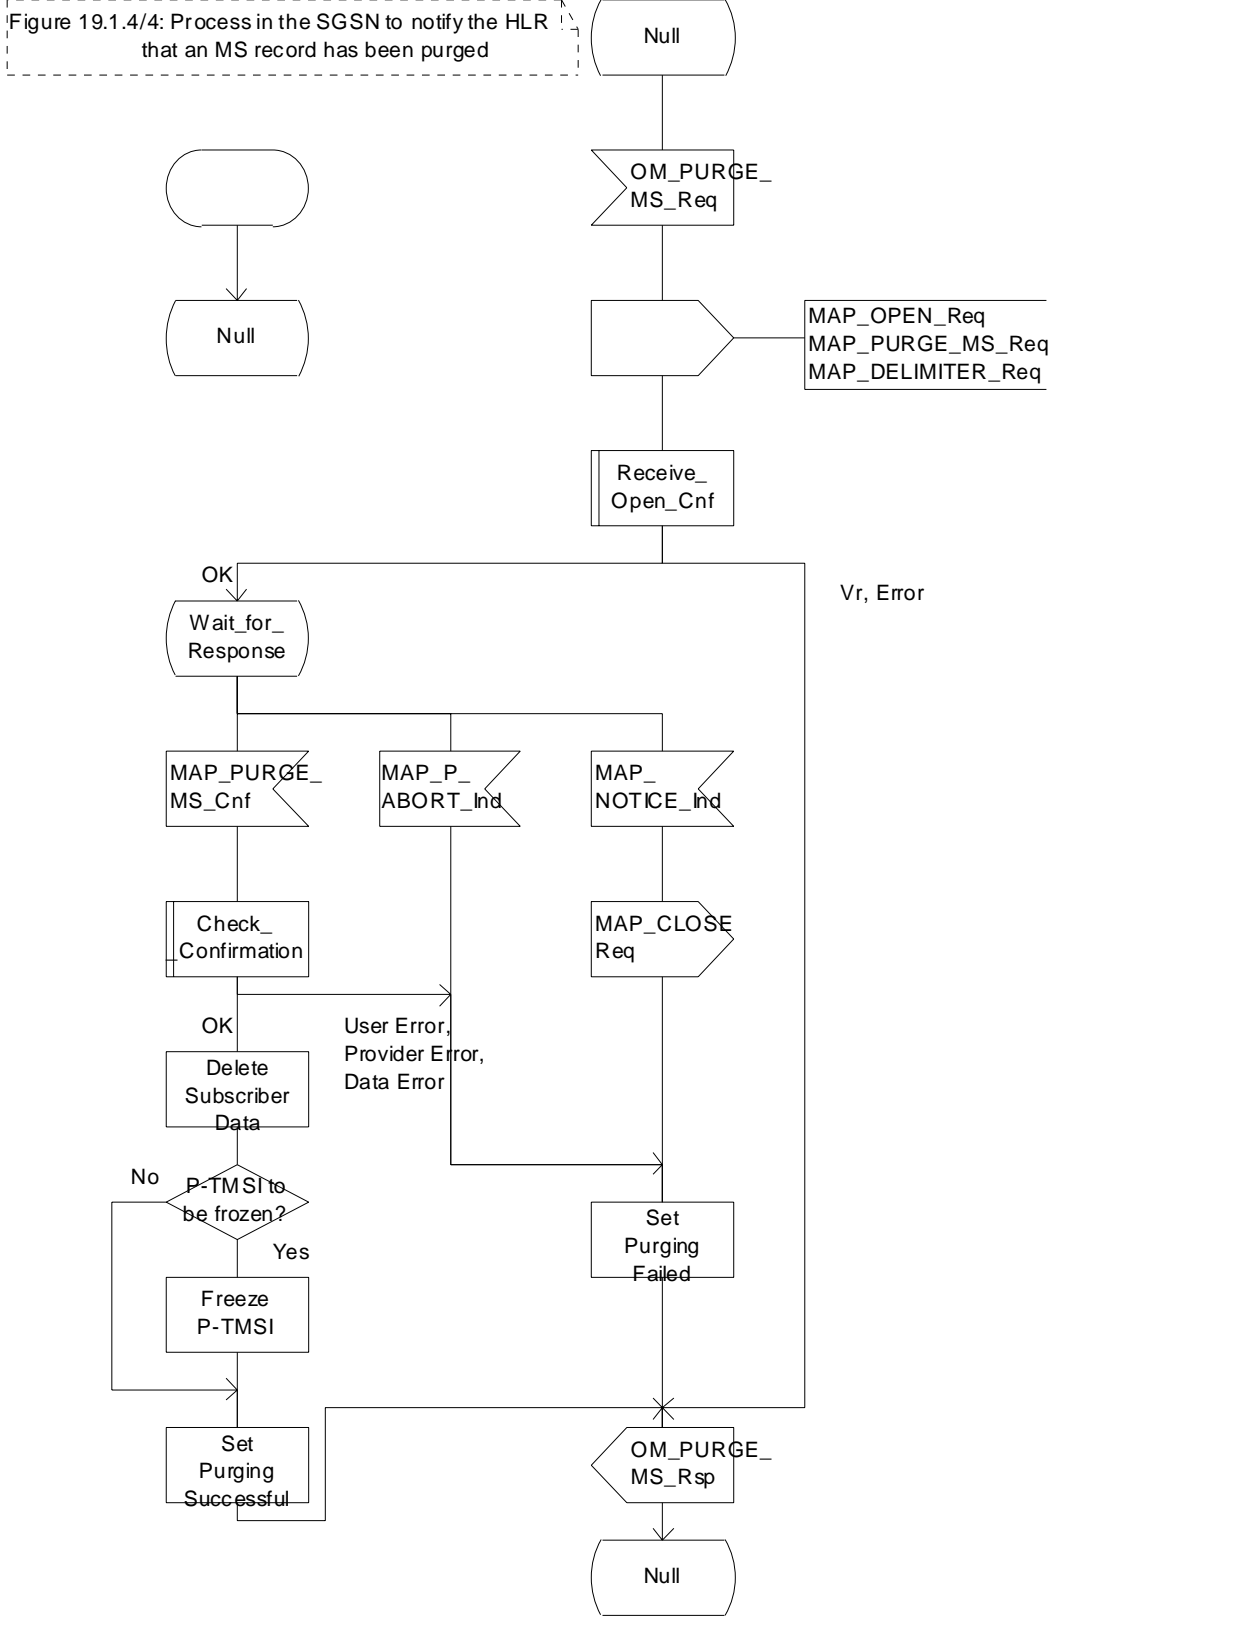 Figure 19.1.4/4: Process in the SGSN to notify the HLR
that an MS record has been purged
Null
OM_PURGE_
MS_Req
Null
MAP_OPEN_Req
MAP_PURGE_MS_Req
MAP_DELIMITER_Req
Receive_
Open_Cnf
OK
Vr, Error
Wait_for_
Response
MAP_PURGE_
MS_Cnf
MAP_P_
ABORT_Ind
MAP_
NOTICE_Ind
Check_
Confirmation
MAP_CLOSE
Req
OK
User Error,
Provider Error,
Data Error
Delete
Subscriber
Data
No
P-TMSI to
be frozen?
Yes
Set
Purging
Failed
Freeze
P-TMSI
Set
Purging
Successful
OM_PURGE_
MS_Rsp
Null